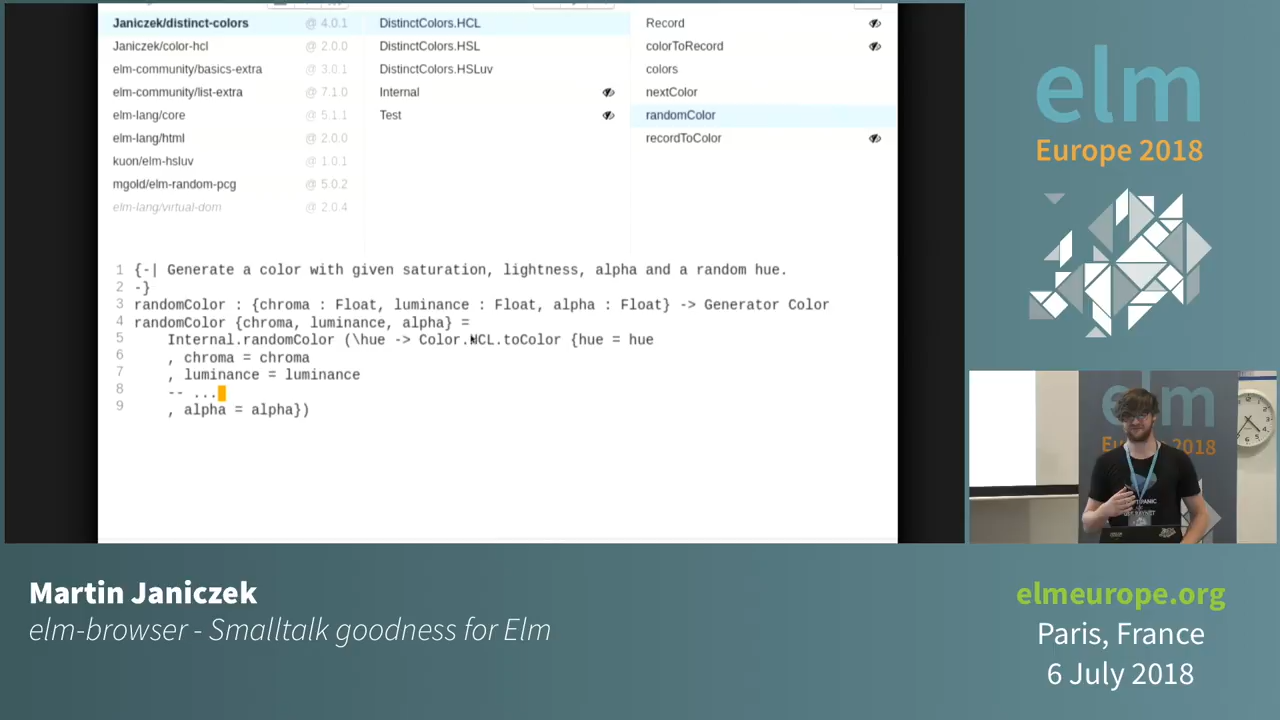 Janiczek/distinct-colors @ 4.0.1
Janiczek/color-hcl @ 2.0.0
elm-community/basics-extra @ 3.0.1
elm-community/list-extra @ 7.1.0
elm-lang/core @ 5.1.1
elm-lang/html @ 2.0.0
kuon/elm-hsluv @ 1.0.1
mgold/elm-random-pcg @ 5.0.2
elm-lang/virtual-dom @ 2.0.4
DistinctColors.HCL
DistinctColors.HSL
DistinctColors.HSLuv
Internal
Test
Record
colorToRecord
colors
nextColor
randomColor
recordToColor
1 {-| Generate a color with given saturation, lightness, alpha and a random hue.
2 -}
3 randomColor : {chroma : Float, luminance : Float, alpha : Float} -> Generator Color
4 randomColor {chroma, luminance, alpha} =
5 Internal.randomColor (\hue -> Color.HCL.toColor {hue = hue
6 , chroma = chroma
7 , luminance = luminance
8 -- ...
9 , alpha = alpha})
elm
Europe 2018
elm
Europe 2018
Martin Janiczek
elm-browser - Smalltalk goodness for Elm
elmeurope.org
Paris, France
6 July 2018